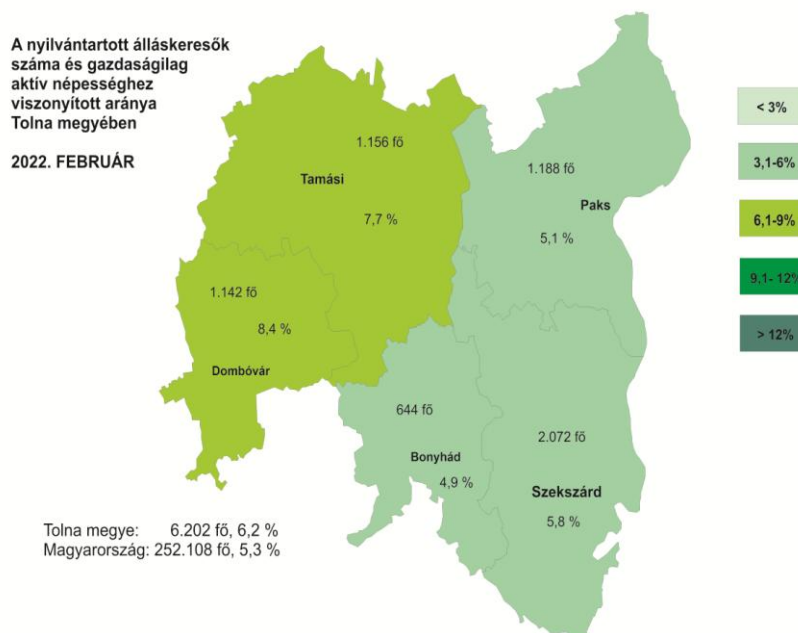 A nyilvántartott álláskeresők
száma és gazdaságilag
aktív népességhez
viszonyított aránya
Tolna megyében
2022. FEBRUÁR
1.156 fő
Tamási
7,7 %
1.188 fő
Paks
5,1 %
1.142 fő
8,4 %
Dombóvár
644 fő
Bonyhád
4,9 %
2.072 fő
Szekszárd
5,8 %
Tolna megye: 6.202 fő, 6,2 %
Magyarország: 252.108 fő, 5,3 %
< 3%
3,1-6%
6,1-9%
9,1- 12%
> 12%